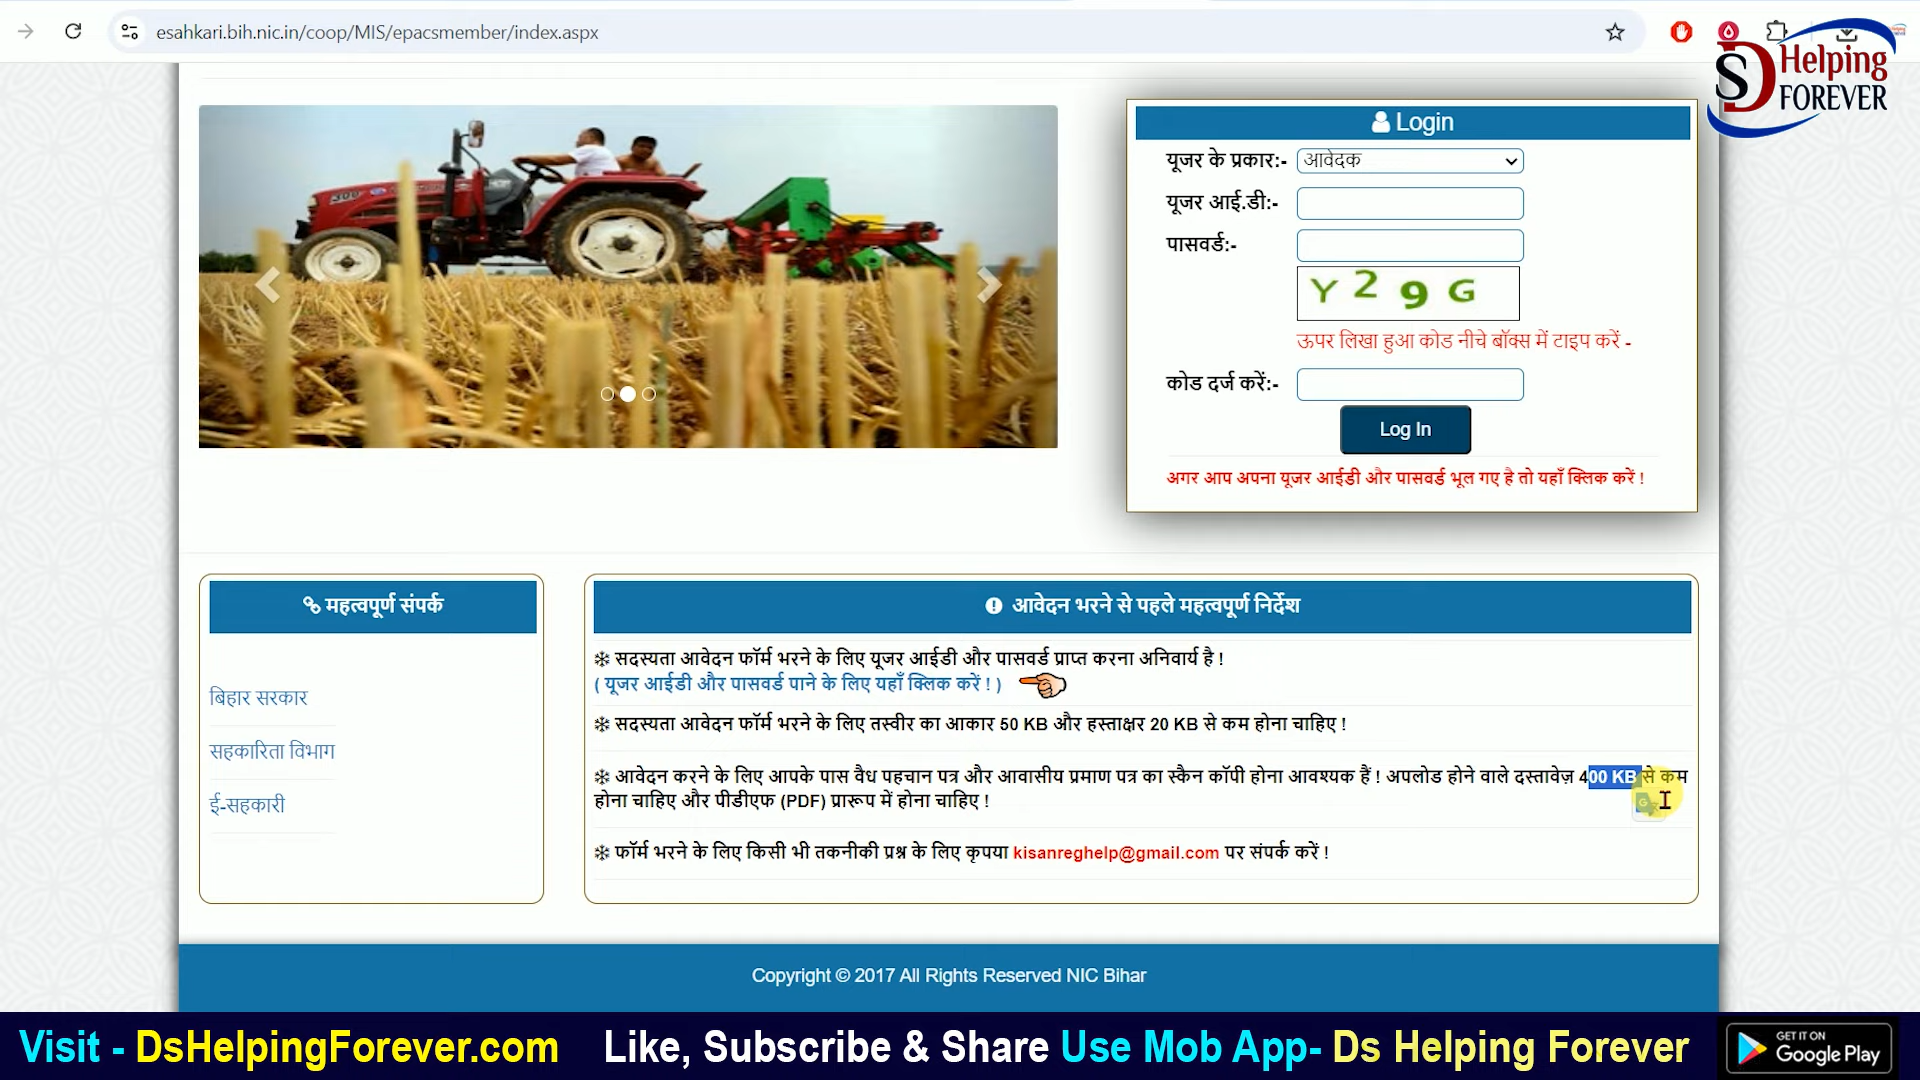 esahkari.bih.nic.in/coop/MIS/epacsmember/index.aspx
DS Helping
FOREVER
300
Login
यूजर के प्रकार:- आवेदक
यूजर आई.डी:-
पासवर्ड:-
Y 2 9 G
ऊपर लिखा हुआ कोड नीचे बॉक्स में टाइप करें -
कोड दर्ज करें:-
Log In
अगर आप अपना यूजर आईडी और पासवर्ड भूल गए है तो यहाँ क्लिक करें !
महत्वपूर्ण संपर्क
बिहार सरकार
सहकारिता विभाग
ई-सहकारी
आवेदन भरने से पहले महत्वपूर्ण निर्देश
❄ सदस्यता आवेदन फॉर्म भरने के लिए यूजर आईडी और पासवर्ड प्राप्त करना अनिवार्य है !
( यूजर आईडी और पासवर्ड पाने के लिए यहाँ क्लिक करें ! )
❄ सदस्यता आवेदन फॉर्म भरने के लिए तस्वीर का आकार 50 KB और हस्ताक्षर 20 KB से कम होना चाहिए !
❄ आवेदन करने के लिए आपके पास वैध पहचान पत्र और आवासीय प्रमाण पत्र का स्कैन कॉपी होना आवश्यक हैं ! अपलोड होने वाले दस्तावेज़ 400 KB से कम
होना चाहिए और पीडीएफ (PDF) प्रारूप में होना चाहिए !
❄ फॉर्म भरने के लिए किसी भी तकनीकी प्रश्न के लिए कृपया kisanreghelp@gmail.com पर संपर्क करें !
Copyright © 2017 All Rights Reserved NIC Bihar
Visit - DsHelpingForever.com Like, Subscribe & Share Use Mob App- Ds Helping Forever
GET IT ON
Google Play